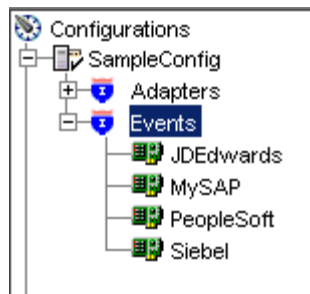 Configurations
SampleConfig
Adapters
Events
JDEdwards
MySAP
PeopleSoft
Siebel